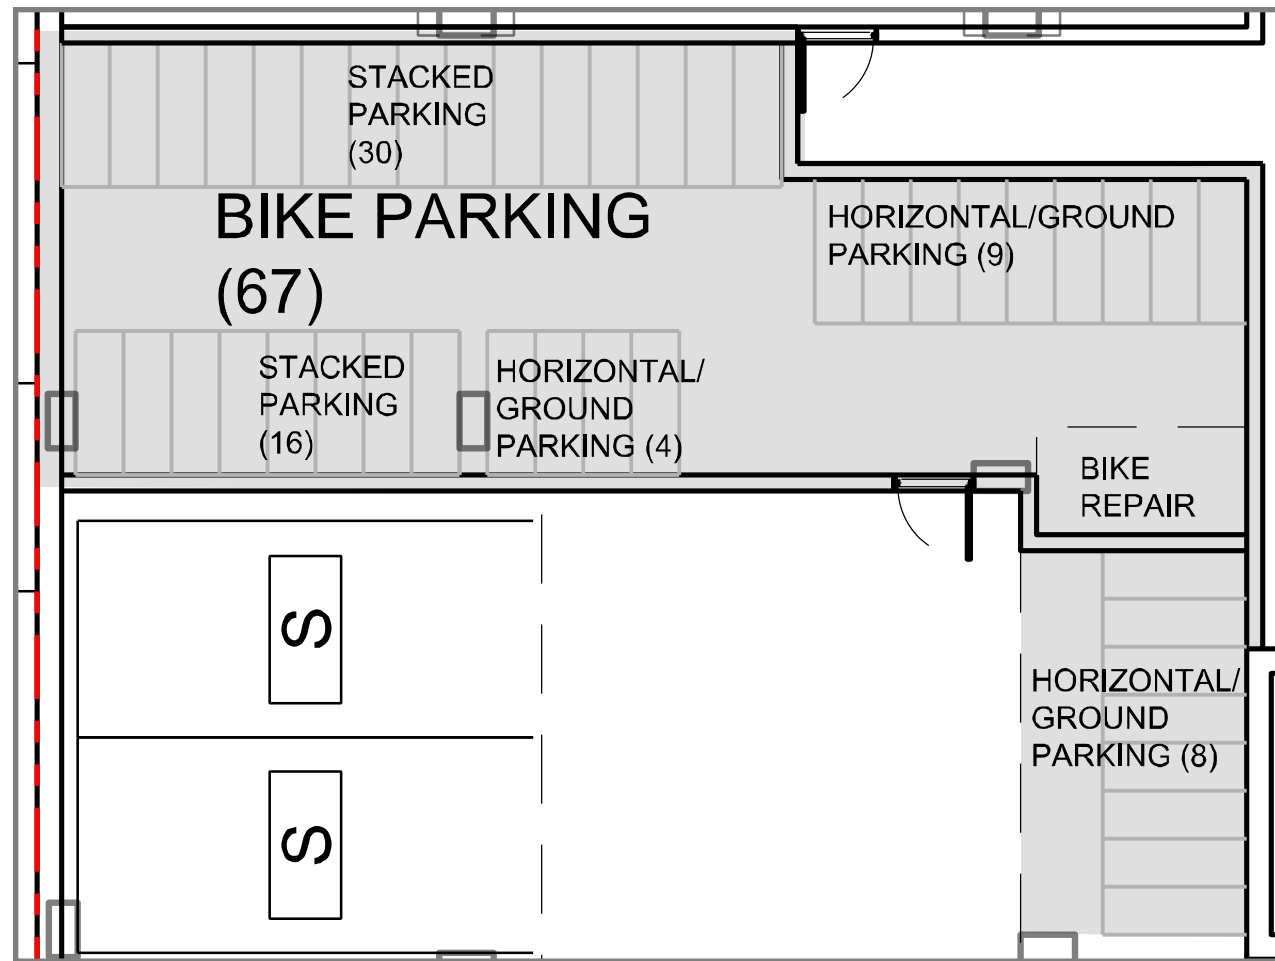 STACKED
PARKING
(30)
BIKE PARKING
(67)
HORIZONTAL/GROUND
PARKING (9)
STACKED
PARKING
(16)
HORIZONTAL/
GROUND
PARKING (4)
BIKE
REPAIR
S
HORIZONTAL/
GROUND
PARKING (8)
S